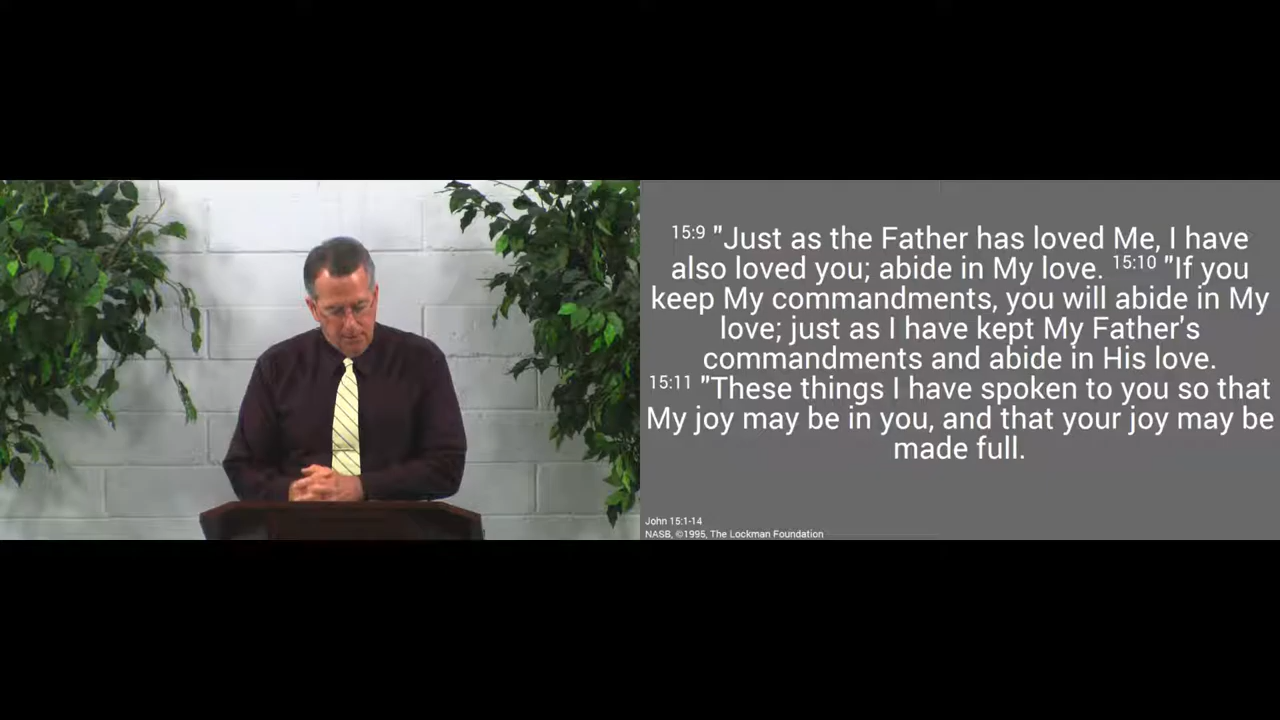 15:9 "Just as the Father has loved Me, I have
also loved you; abide in My love. 15:10 "If you
keep My commandments, you will abide in My
love; just as I have kept My Father's
commandments and abide in His love.
15:11 "These things I have spoken to you so that
My joy may be in you, and that your joy may be
made full.
John 15:1-14
NASB, ©1995, The Lockman Foundation